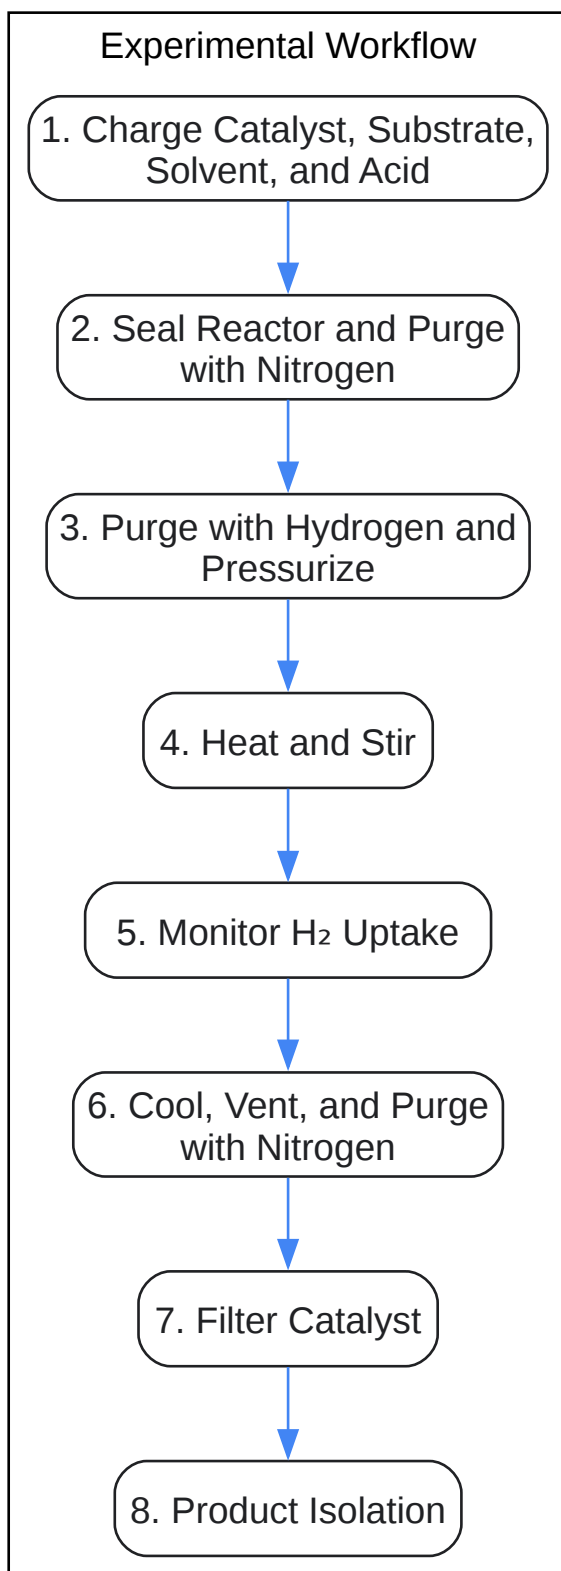 Experimental Workflow
1. Charge Catalyst, Substrate,
Solvent, and Acid
2. Seal Reactor and Purge
with Nitrogen
3. Purge with Hydrogen and
Pressurize
4. Heat and Stir
5. Monitor H₂ Uptake
6. Cool, Vent, and Purge
with Nitrogen
7. Filter Catalyst
8. Product Isolation